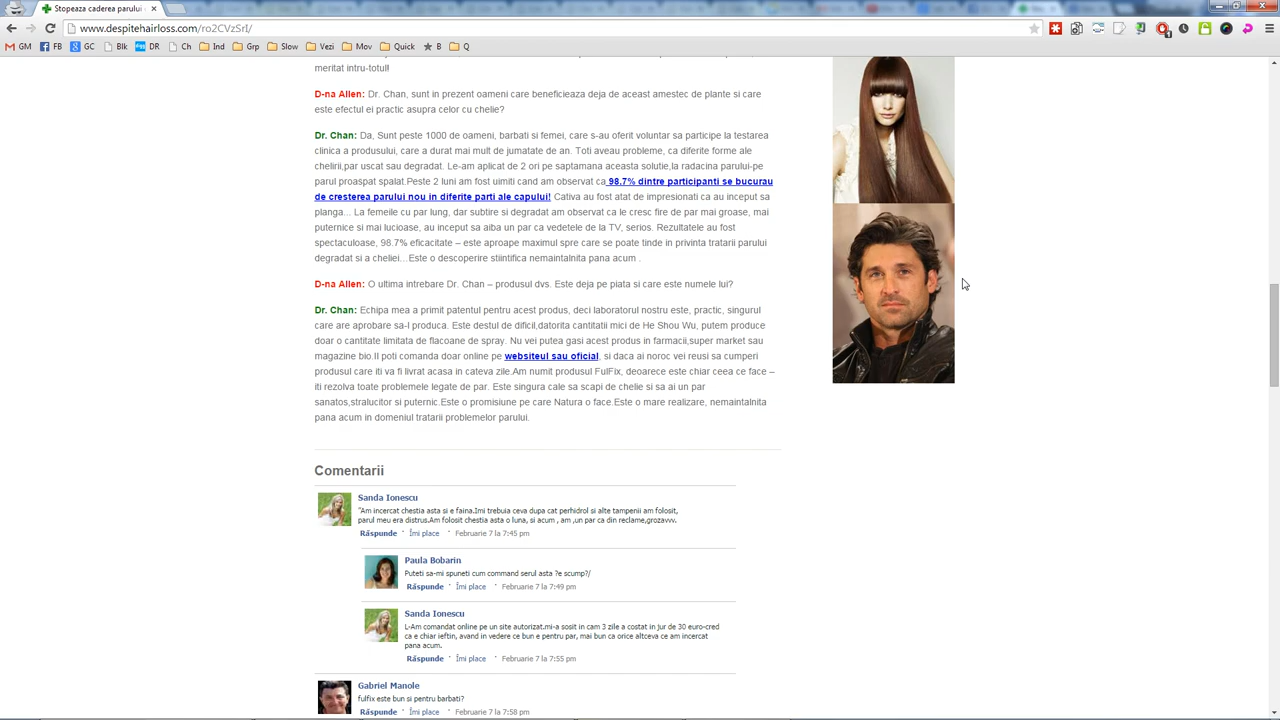 Stopeaza caderea parului -
www.despitehairloss.com/ro2CVzSrI/
GM FB GC Blk DR Ch Ind Grp Slow Vezi Mov Quick B Q
meritat intru-totul!
D-na Allen: Dr. Chan, sunt in prezent oameni care beneficieaza deja de aceast amestec de plante si care
este efectul ei practic asupra celor cu chelie?
Dr. Chan: Da, Sunt peste 1000 de oameni, barbati si femei, care s-au oferit voluntar sa participe la testarea
clinica a produsului, care a durat mai mult de jumatate de an. Toti aveau probleme, ca diferite forme ale
chelirii,par uscat sau degradat. Le-am aplicat de 2 ori pe saptamana aceasta solutie,la radacina parului-pe
parul proaspat spalat.Peste 2 luni am fost uimiti cand am observat ca 98.7% dintre participanti se bucurau
de cresterea parului nou in diferite parti ale capului! Cativa au fost atat de impresionati ca au inceput sa
planga... La femeile cu par lung, dar subtire si degradat am observat ca le cresc fire de par mai groase, mai
puternice si mai lucioase, au inceput sa aiba un par ca vedetele de la TV, serios. Rezultatele au fost
spectaculoase, 98.7% eficacitate – este aproape maximul spre care se poate tinde in privinta tratarii parului
degradat si a cheliei...Este o descoperire stiintifica nemaintalnita pana acum .
D-na Allen: O ultima intrebare Dr. Chan – produsul dvs. Este deja pe piata si care este numele lui?
Dr. Chan: Echipa mea a primit patentul pentru acest produs, deci laboratorul nostru este, practic, singurul
care are aprobare sa-l produca. Este destul de dificil,datorita cantitatii mici de He Shou Wu, putem produce
doar o cantitate limitata de flacoane de spray. Nu vei putea gasi acest produs in farmacii,super market sau
magazine bio.Il poti comanda doar online pe websiteul sau oficial, si daca ai noroc vei reusi sa cumperi
produsul care iti va fi livrat acasa in cateva zile.Am numit produsul FulFix, deoarece este chiar ceea ce face –
iti rezolva toate problemele legate de par. Este singura cale sa scapi de chelie si sa ai un par
sanatos,stralucitor si puternic.Este o promisiune pe care Natura o face.Este o mare realizare, nemaintalnita
pana acum in domeniul tratarii problemelor parului.
Comentarii
Sanda Ionescu
"Am incercat chestia asta si e faina.Imi trebuia ceva dupa cat perhidrol si alte tampenii am folosit,
parul meu era distrus.Am folosit chestia asta o luna, si acum , am ,un par ca din reclame,grozavvv.
Răspunde · Îmi place · Februarie 7 la 7:45 pm
Paula Bobarin
Puteti sa-mi spuneti cum command serul asta ?e scump?/
Răspunde · Îmi place · Februarie 7 la 7:49 pm
Sanda Ionescu
L-Am comandat online pe un site autorizat.mi-a sosit in cam 3 zile a costat in jur de 30 euro-cred
ca e chiar ieftin, avand in vedere ce bun e pentru par, mai bun ca orice altceva ce am incercat
pana acum.
Răspunde · Îmi place · Februarie 7 la 7:55 pm
Gabriel Manole
fulfix este bun si pentru barbati?
Răspunde · Îmi place · Februarie 7 la 7:58 pm